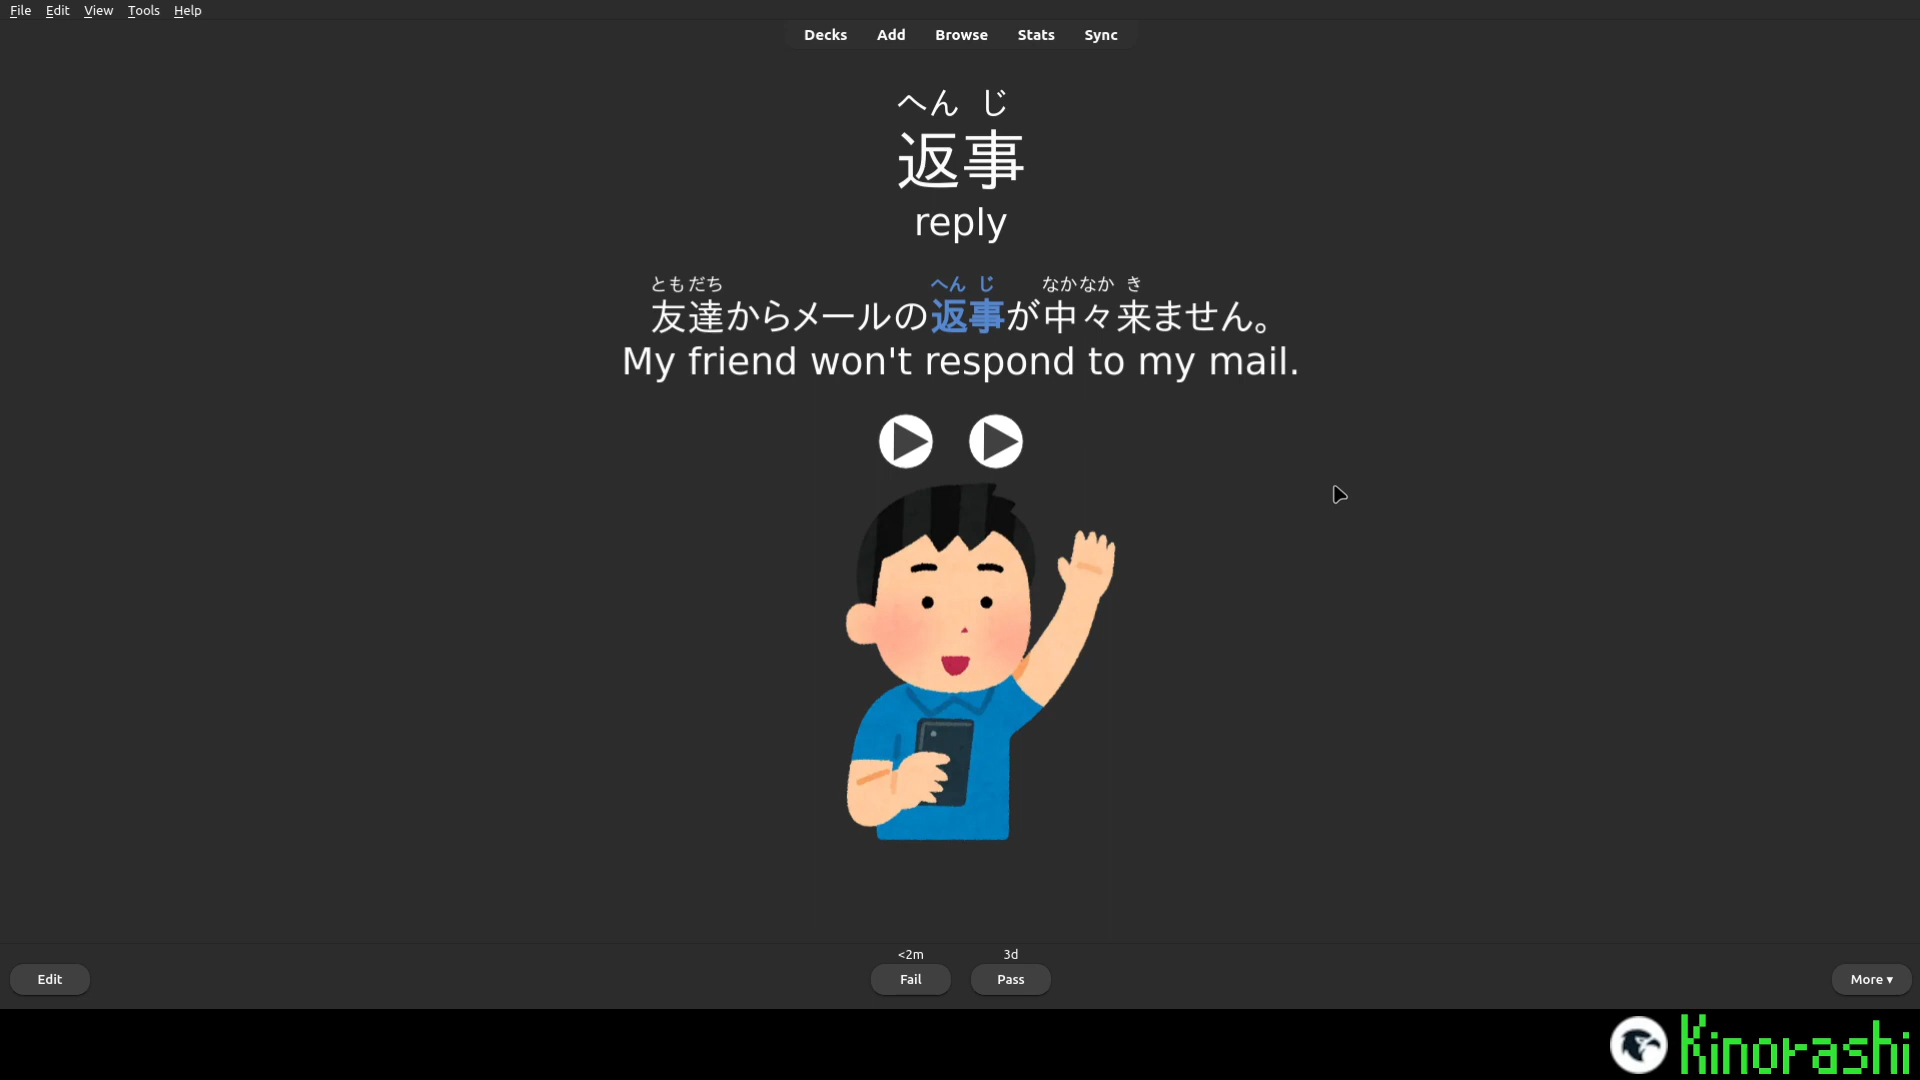 File Edit View Tools Help
Decks Add Browse Stats Sync
へん じ
返事
reply
ともだち へん じ なかなか き
友達からメールの返事が中々来ません。
My friend won't respond to my mail.
<2m 3d
Edit Fail Pass More ▾
Kinorashi